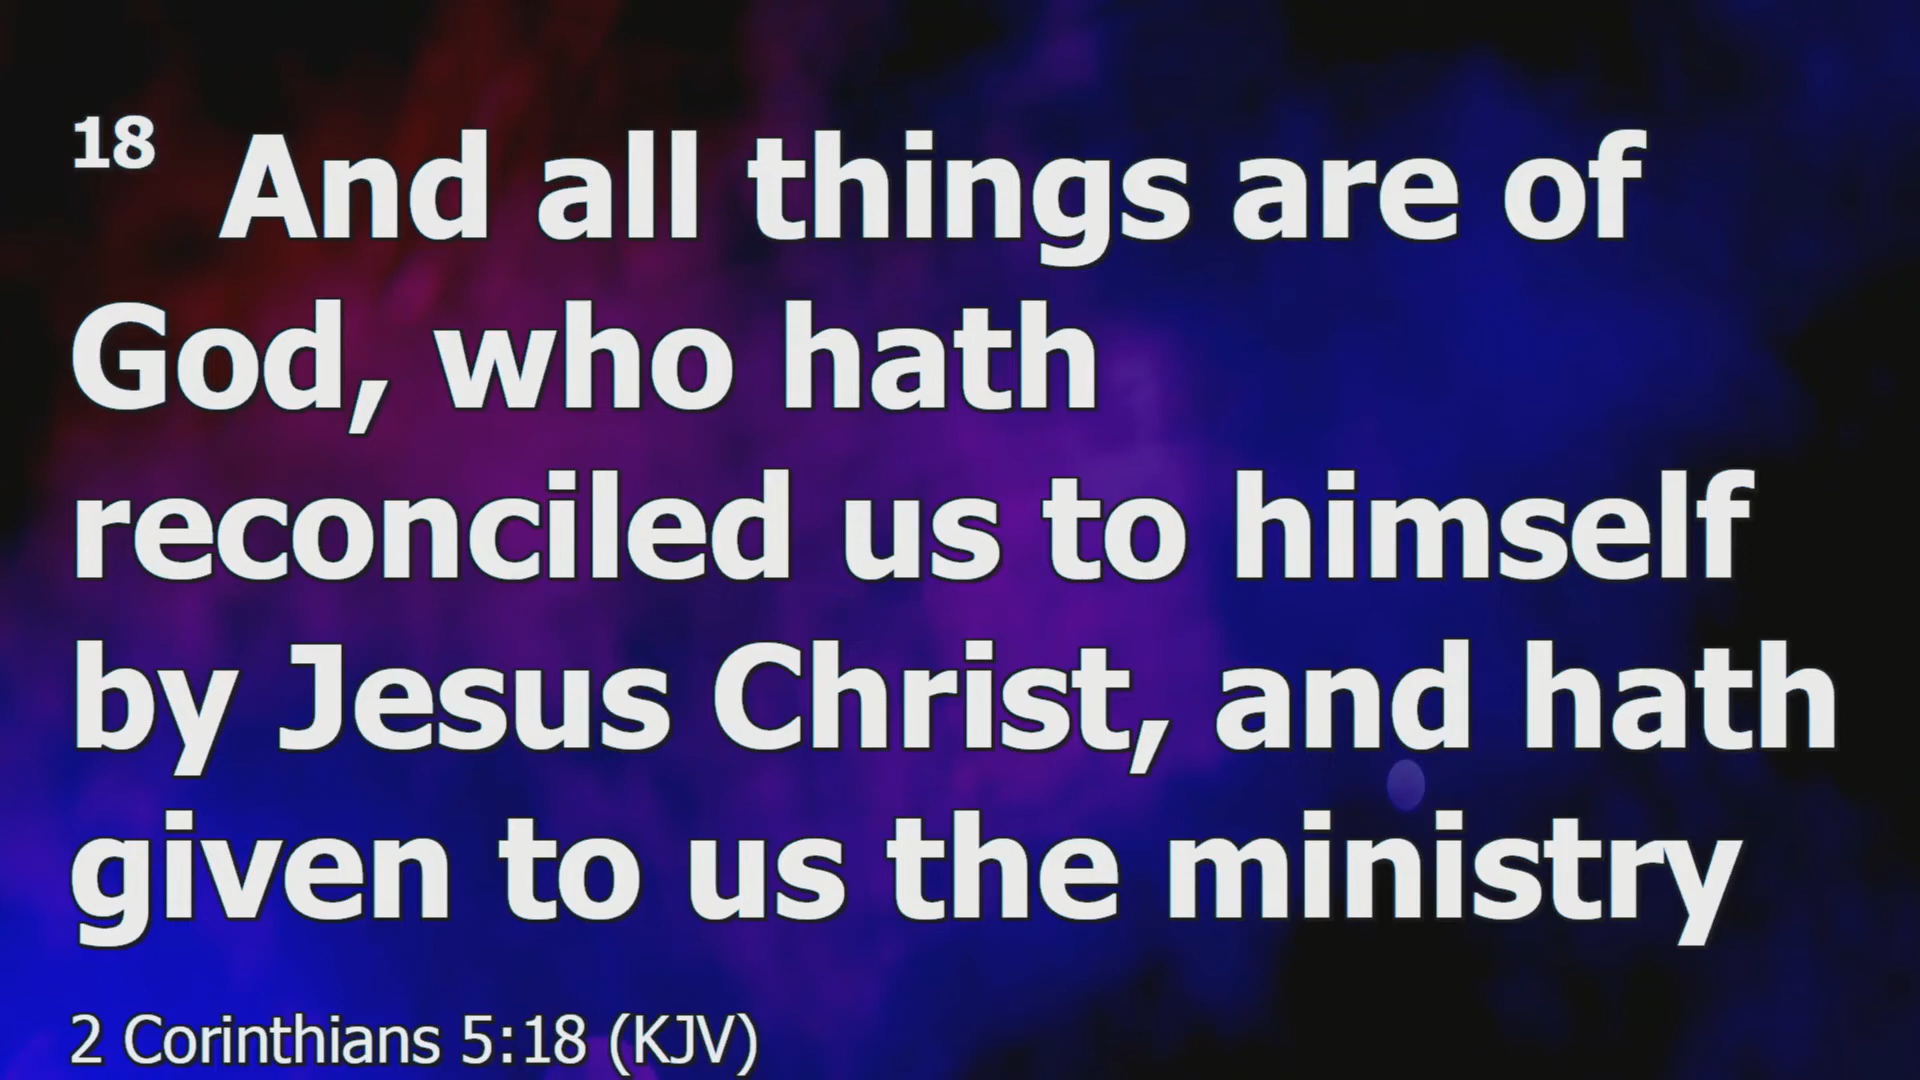 18 And all things are of
God, who hath
reconciled us to himself
by Jesus Christ, and hath
given to us the ministry
2 Corinthians 5:18 (KJV)